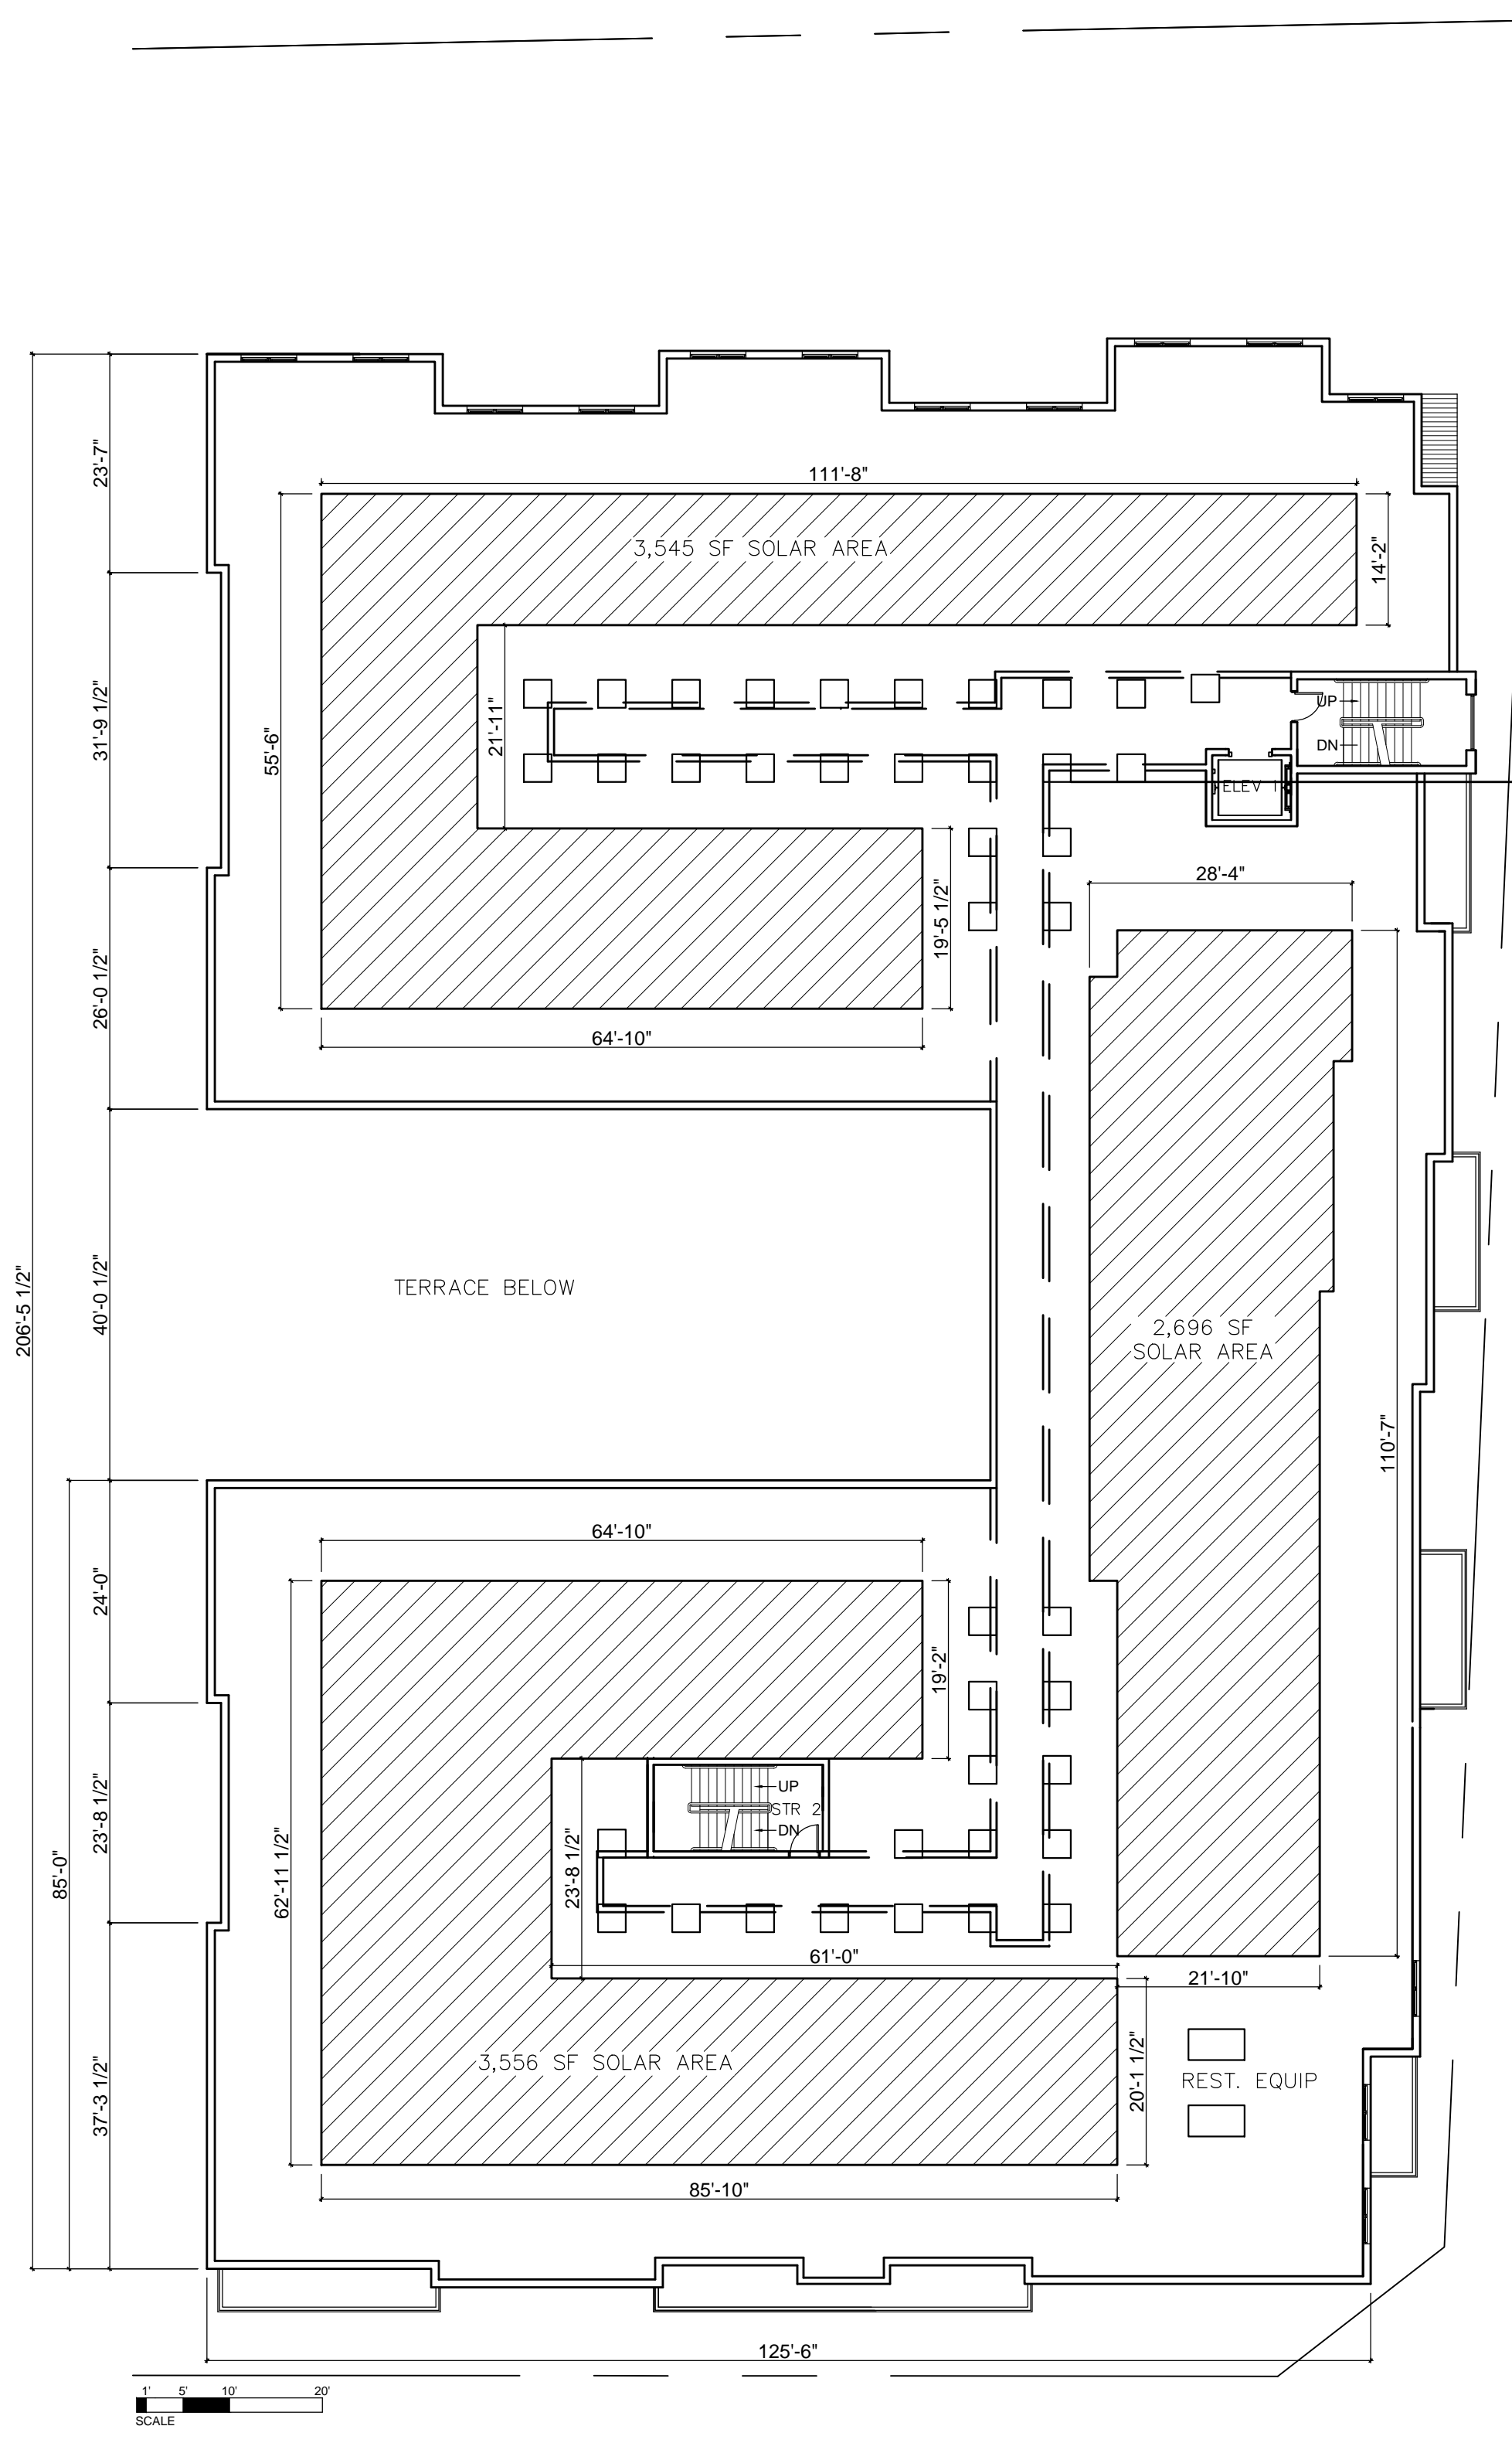 111'-8"
23'-7"
3,545 SF SOLAR AREA
14'-2"
31'-9 1/2"
55'-6"
21'-11"
UP
DN
ELEV 1
28'-4"
26'-0 1/2"
19'-5 1/2"
64'-10"
206'-5 1/2"
40'-0 1/2"
TERRACE BELOW
2,696 SF
SOLAR AREA
110'-7"
64'-10"
24'-0"
19'-2"
UP
STR 2
DN
23'-8 1/2"
85'-0"
62'-11 1/2"
23'-8 1/2"
61'-0"
21'-10"
3,556 SF SOLAR AREA
37'-3 1/2"
20'-1 1/2"
REST. EQUIP
85'-10"
125'-6"
1' 5' 10' 20'
SCALE